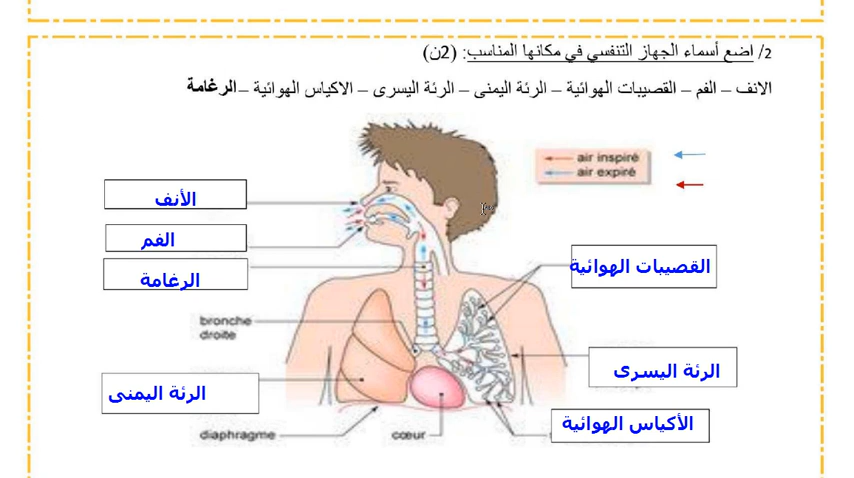 2/ اضع أسماء الجهاز التنفسي في مكانها المناسب: (2ن)
الانف – الفم – القصيبات الهوائية – الرئة اليمنى – الرئة اليسرى – الاكياس الهوائية – الرغامة
air inspiré
air expiré
الأنف
الفم
الرغامة
القصيبات الهوائية
bronche
droite
الرئة اليسرى
الرئة اليمنى
الأكياس الهوائية
diaphragme
cœur